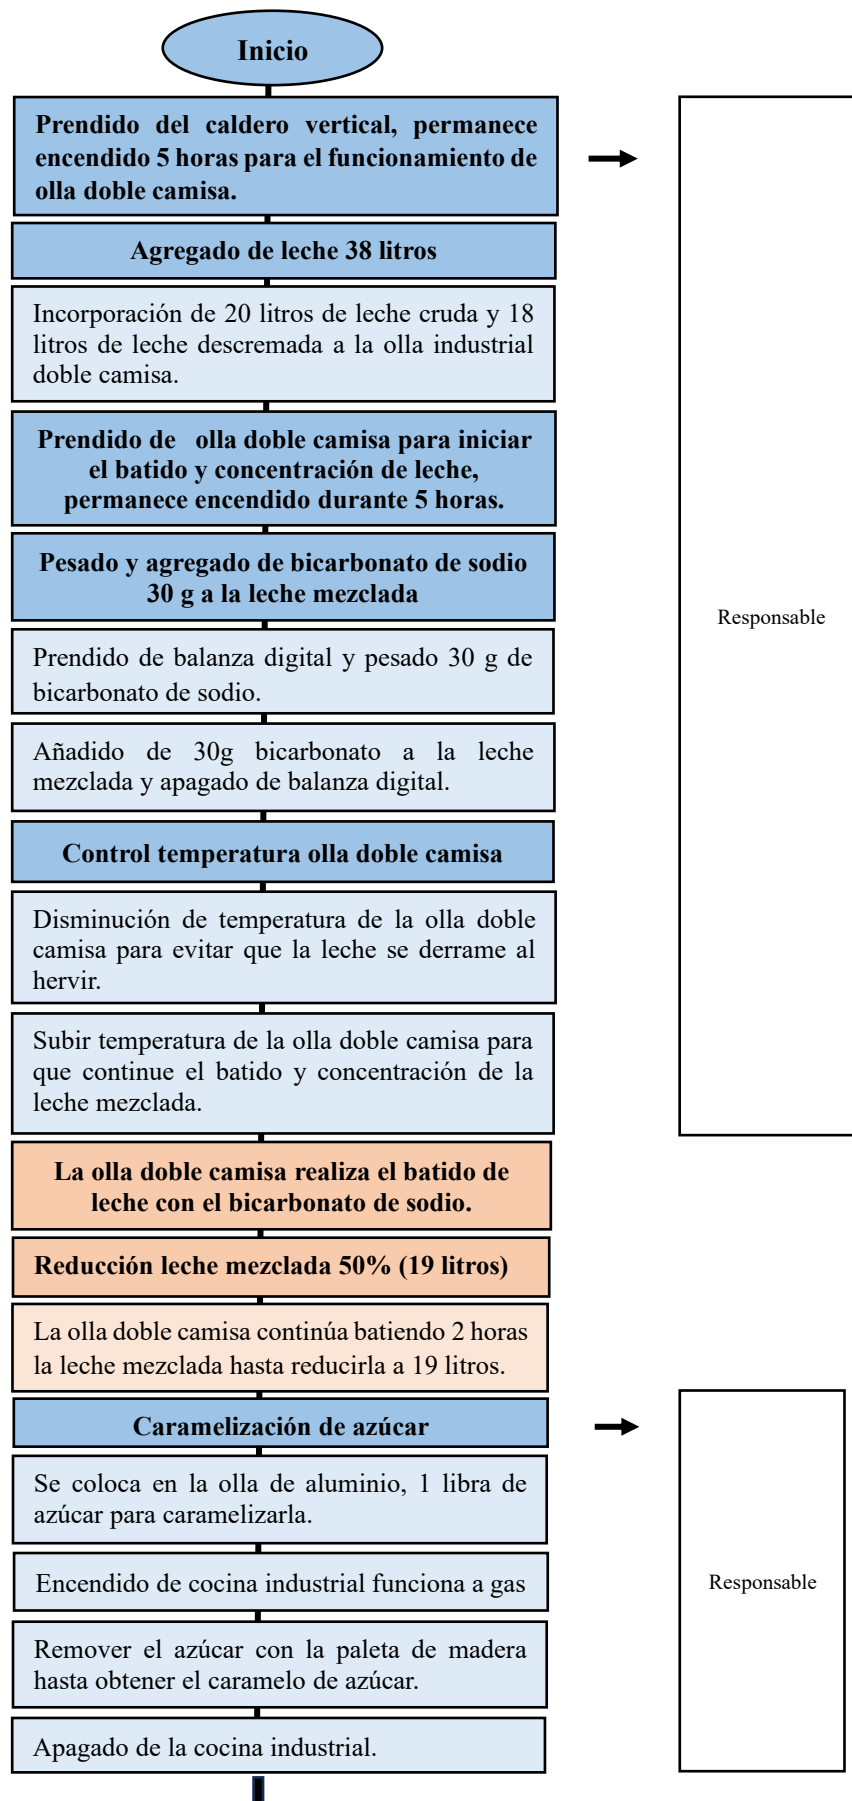 Inicio
Prendido del caldero vertical, permanece
encendido 5 horas para el funcionamiento de
olla doble camisa.
Agregado de leche 38 litros
Incorporación de 20 litros de leche cruda y 18
litros de leche descremada a la olla industrial
doble camisa.
Prendido de olla doble camisa para iniciar
el batido y concentración de leche,
permanece encendido durante 5 horas.
Pesado y agregado de bicarbonato de sodio
30 g a la leche mezclada
Prendido de balanza digital y pesado 30 g de
bicarbonato de sodio.
Añadido de 30g bicarbonato a la leche
mezclada y apagado de balanza digital.
Control temperatura olla doble camisa
Disminución de temperatura de la olla doble
camisa para evitar que la leche se derrame al
hervir.
Subir temperatura de la olla doble camisa para
que continue el batido y concentración de la
leche mezclada.
Responsable
La olla doble camisa realiza el batido de
leche con el bicarbonato de sodio.
Reducción leche mezclada 50% (19 litros)
La olla doble camisa continúa batiendo 2 horas
la leche mezclada hasta reducirla a 19 litros.
Caramelización de azúcar
Se coloca en la olla de aluminio, 1 libra de
azúcar para caramelizarla.
Encendido de cocina industrial funciona a gas
Remover el azúcar con la paleta de madera
hasta obtener el caramelo de azúcar.
Apagado de la cocina industrial.
Responsable